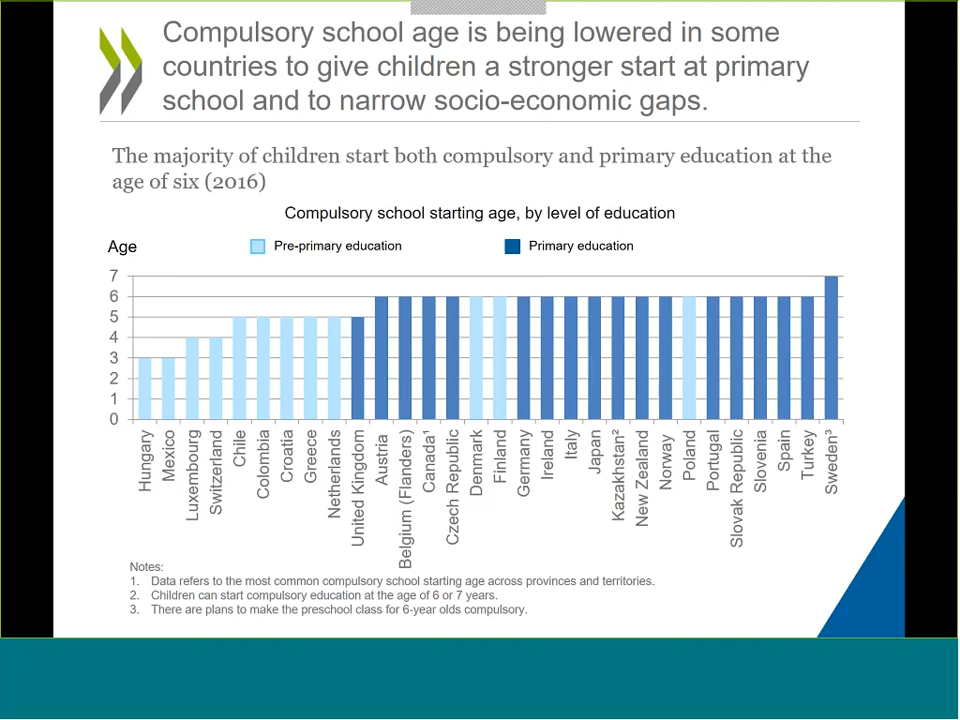 Compulsory school age is being lowered in some
countries to give children a stronger start at primary
school and to narrow socio-economic gaps.
The majority of children start both compulsory and primary education at the
age of six (2016)
Compulsory school starting age, by level of education
Age
Pre-primary education
Primary education
7
6
5
4
3
2
1
0
Hungary
Mexico
Luxembourg
Switzerland
Chile
Colombia
Croatia
Greece
Netherlands
United Kingdom
Austria
Belgium (Flanders)
Canada¹
Czech Republic
Denmark
Finland
Germany
Ireland
Italy
Japan
Kazakhstan²
New Zealand
Norway
Poland
Portugal
Slovak Republic
Slovenia
Spain
Turkey
Sweden³
Notes:
1. Data refers to the most common compulsory school starting age across provinces and territories.
2. Children can start compulsory education at the age of 6 or 7 years.
3. There are plans to make the preschool class for 6-year olds compulsory.